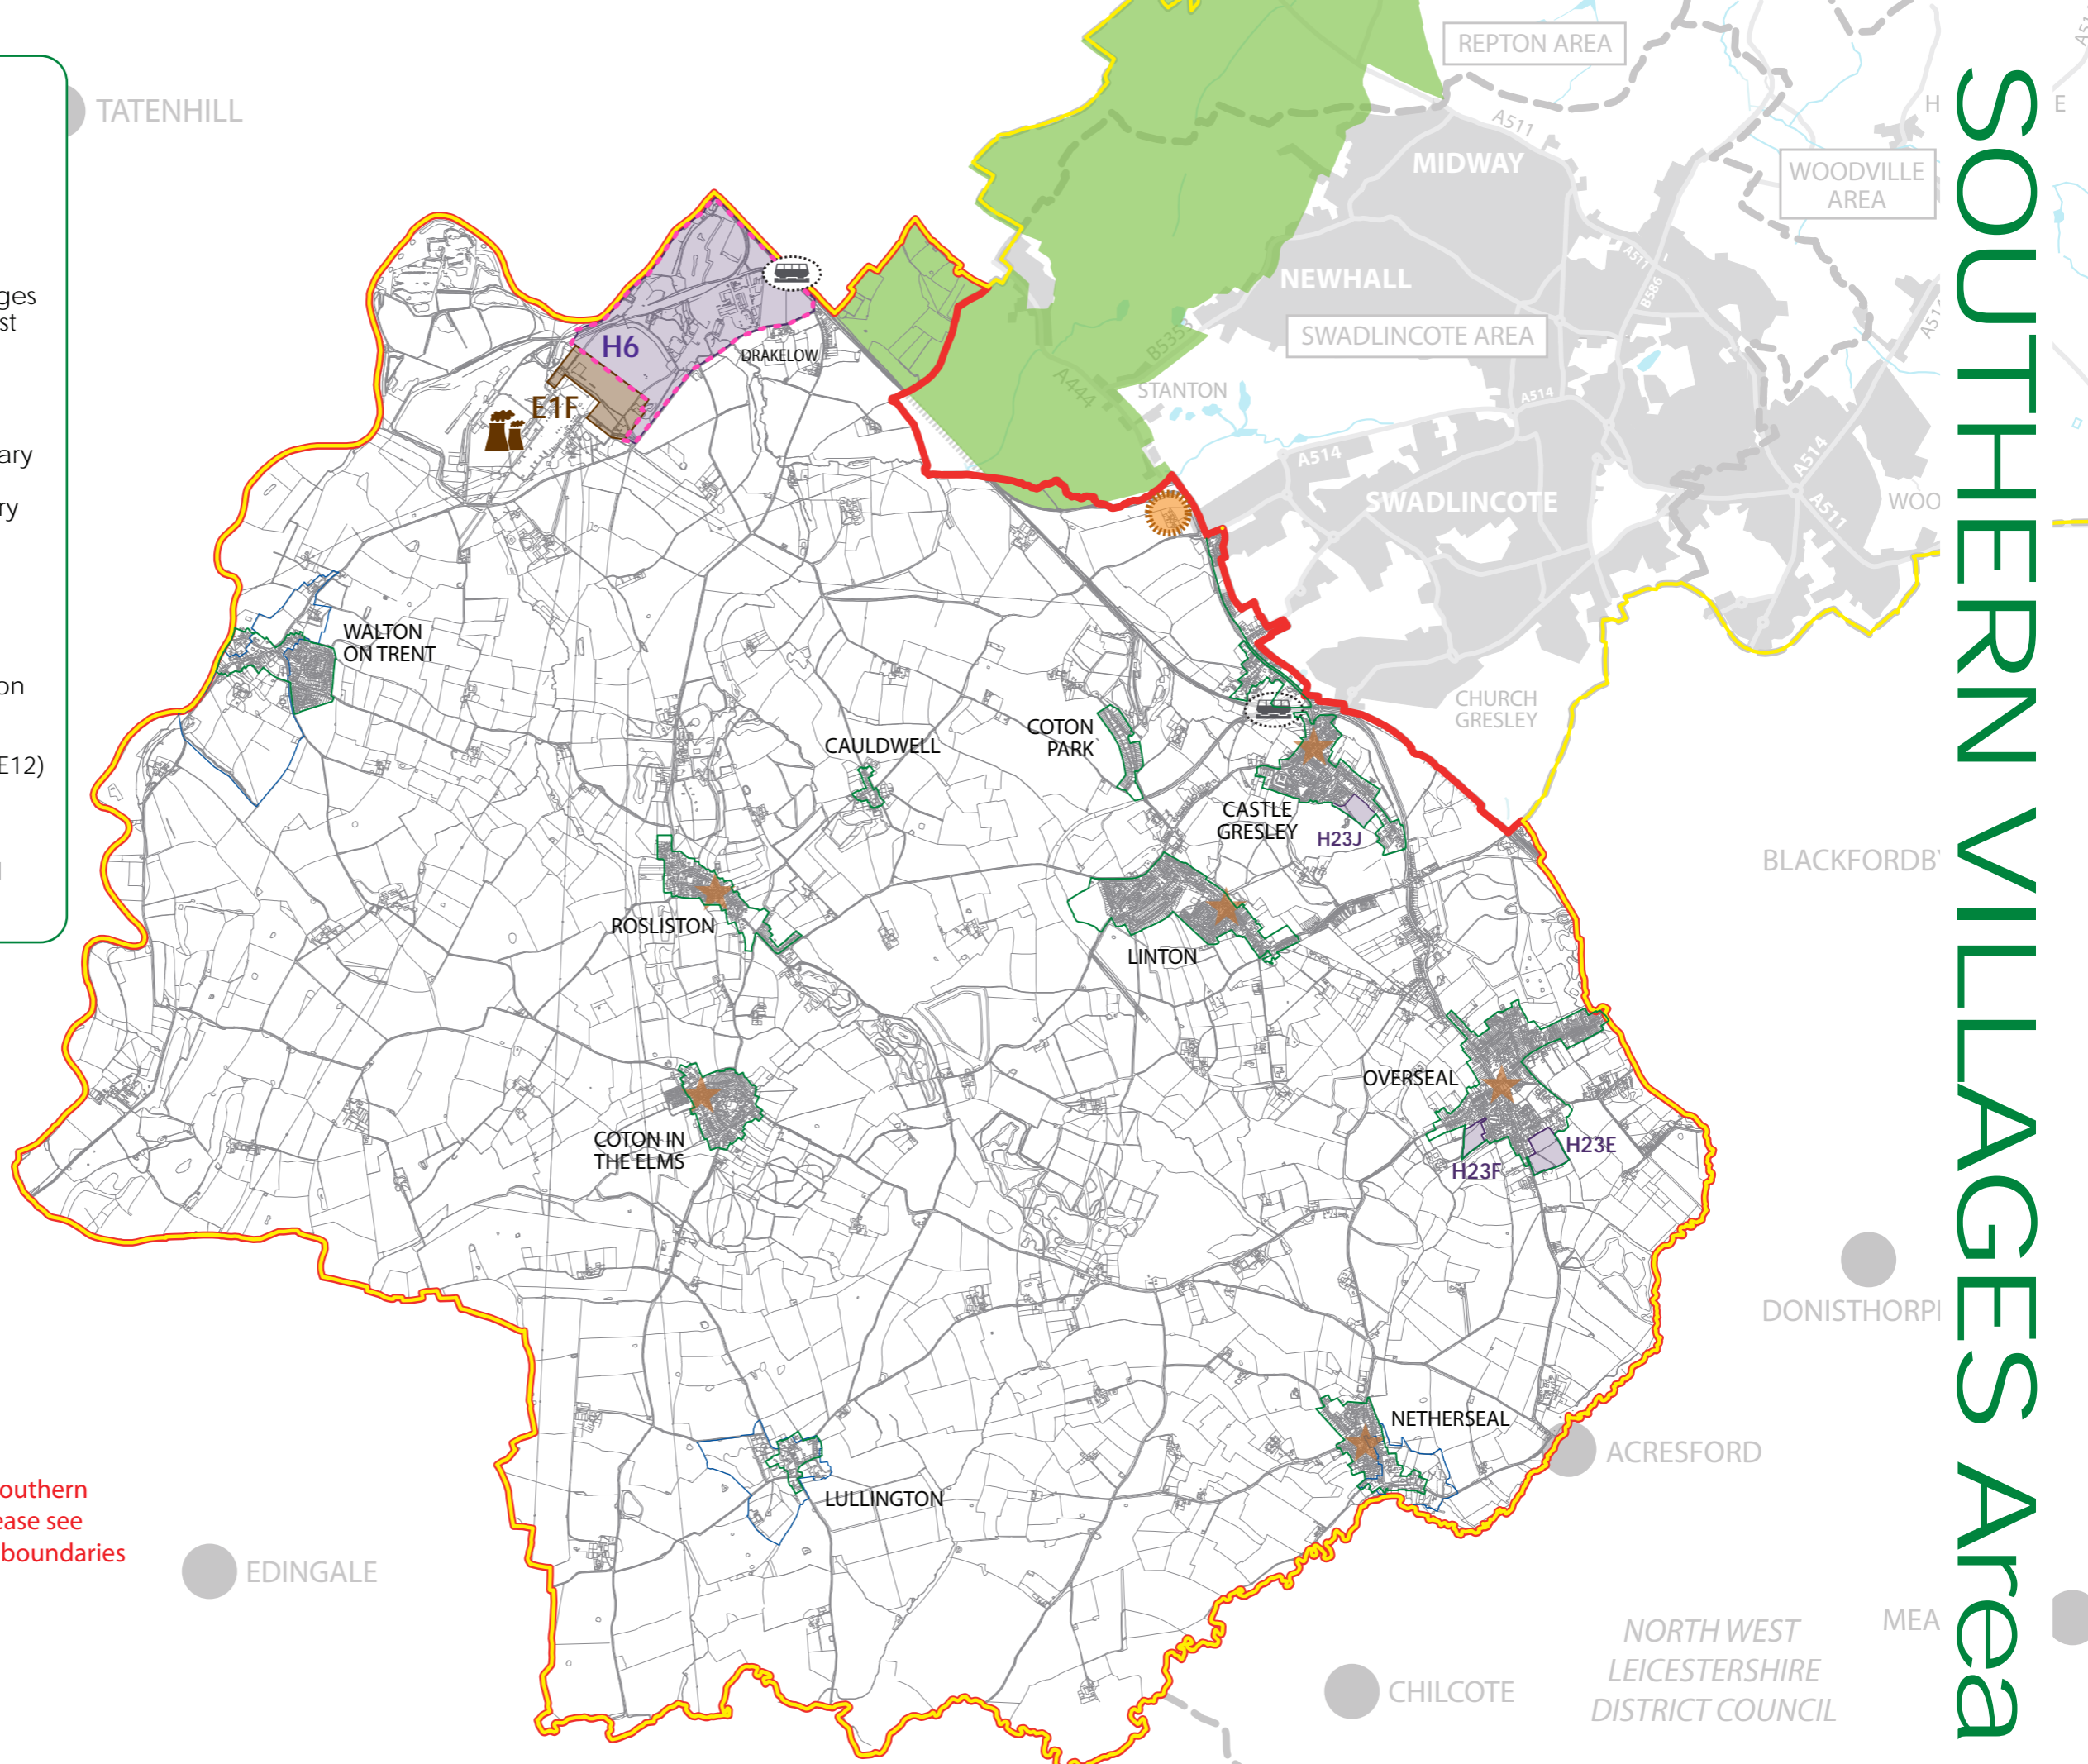 TATENHILL
REPTON AREA
A511
MIDWAY
WOODVILLE
AREA
NEWHALL
A511
B586
SWADLINCOTE AREA
B5353
A444
STANTON
A514
A514
SWADLINCOTE
A514
A511
CHURCH
GRESLEY
H6
DRAKELOW
E1F
WALTON
ON TRENT
CAULDWELL
COTON
PARK
CASTLE
GRESLEY
H23J
ROSLISTON
LINTON
OVERSEAL
H23E
H23F
COTON IN
THE ELMS
NETHERSEAL
LULLINGTON
ACRESFORD
EDINGALE
CHILCOTE
NORTH WEST
LEICESTERSHIRE
DISTRICT COUNCIL
BLACKFORDBY
DONISTHORP
MEA
WOO
ges
st
ary
ry
on
E12)
outhern
ease see
boundaries
SOUTHERN VILLAGES Area